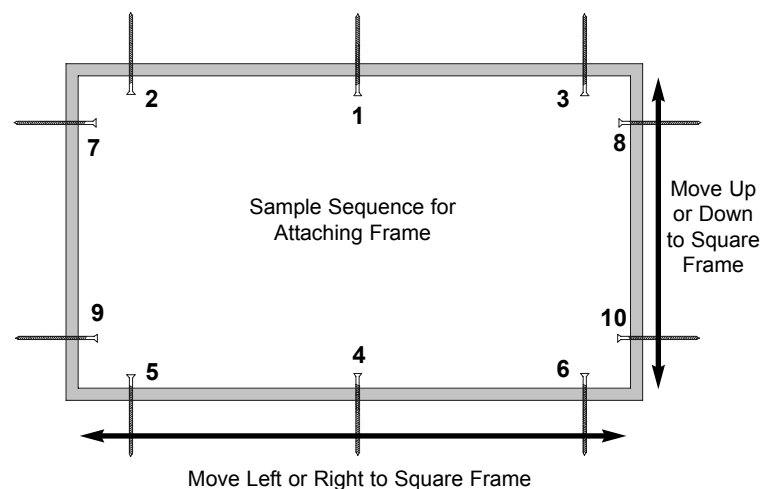 2
1
3
7
8
Sample Sequence for
Attaching Frame
Move Up
or Down
to Square
Frame
9
10
5
4
6
Move Left or Right to Square Frame